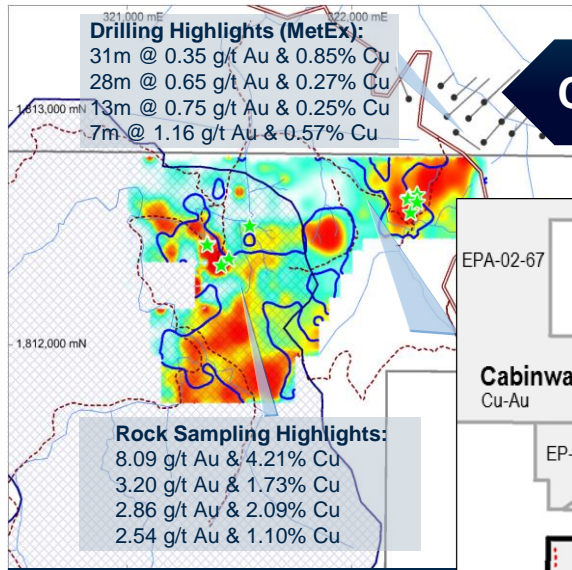 321,000 mE
322,000 mE
Drilling Highlights (MetEx):
31m @ 0.35 g/t Au & 0.85% Cu
28m @ 0.65 g/t Au & 0.27% Cu
13m @ 0.75 g/t Au & 0.25% Cu
7m @ 1.16 g/t Au & 0.57% Cu
1,813,000 mN
EPA-02-67
1,812,000 mN
Cabinwa
Cu-Au
EP-
Rock Sampling Highlights:
8.09 g/t Au & 4.21% Cu
3.20 g/t Au & 1.73% Cu
2.86 g/t Au & 2.09% Cu
2.54 g/t Au & 1.10% Cu